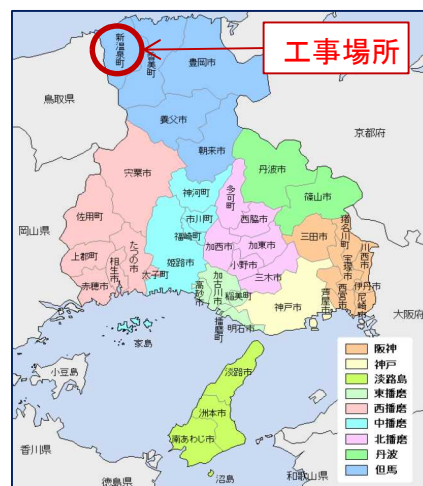 工事場所
新温泉町
香美町
豊岡市
鳥取県
養父市
京都府
朝来市
宍粟市
丹波市
神河町
多可町
篠山市
岡山県
佐用町
市川町
西脇市
猪名川町
福崎町
加西市
加東市
三田市
上郡町
たつの市
相生市
川西市
宝塚市
姫路市
小野市
伊丹市
赤穂市
太子町
加古川市
三木市
高砂市
稲美町
神戸市
芦屋市
西宮市
尼崎市
播磨町
明石市
大阪府
家島
小豆島
淡路市
洲本市
南あわじ市
香川県
沼島
徳島県
和歌山県
阪神
神戸
淡路島
東播磨
西播磨
中播磨
北播磨
丹波
但馬